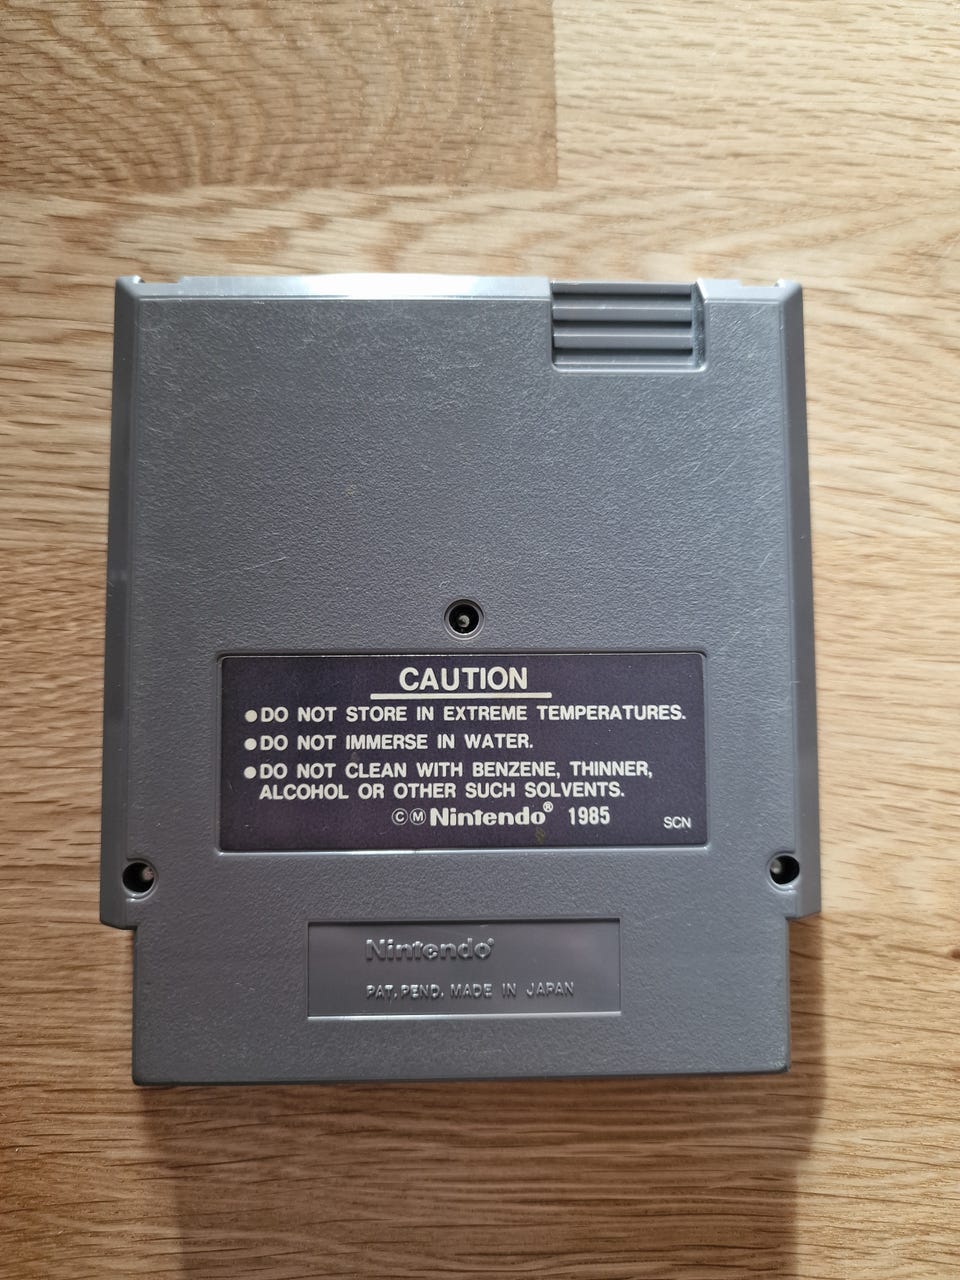 CAUTION
●DO NOT STORE IN EXTREME TEMPERATURES.
●DO NOT IMMERSE IN WATER.
●DO NOT CLEAN WITH BENZENE, THINNER,
ALCOHOL OR OTHER SUCH SOLVENTS.
ⒸⓂNintendo® 1985 SCN
Nintendo®
PAT. PEND. MADE IN JAPAN